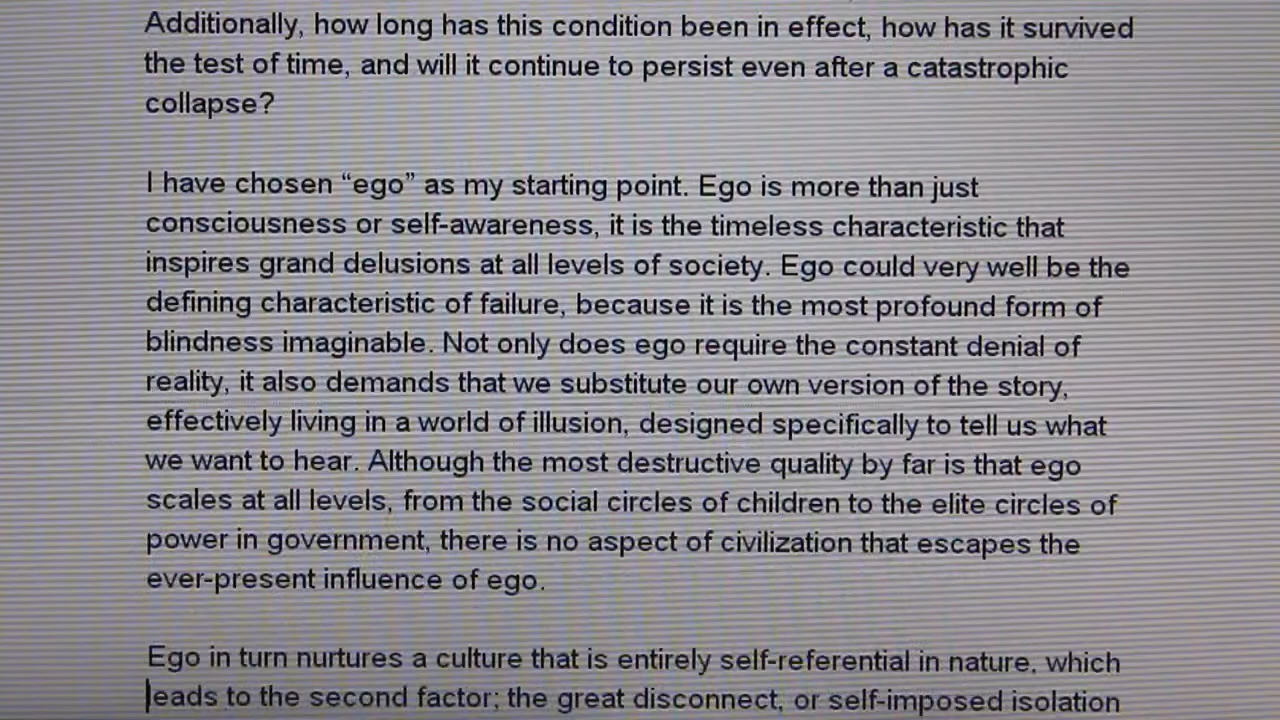 Additionally, how long has this condition been in effect, how has it survived
the test of time, and will it continue to persist even after a catastrophic
collapse?
I have chosen “ego” as my starting point. Ego is more than just
consciousness or self-awareness, it is the timeless characteristic that
inspires grand delusions at all levels of society. Ego could very well be the
defining characteristic of failure, because it is the most profound form of
blindness imaginable. Not only does ego require the constant denial of
reality, it also demands that we substitute our own version of the story,
effectively living in a world of illusion, designed specifically to tell us what
we want to hear. Although the most destructive quality by far is that ego
scales at all levels, from the social circles of children to the elite circles of
power in government, there is no aspect of civilization that escapes the
ever-present influence of ego.
Ego in turn nurtures a culture that is entirely self-referential in nature, which
leads to the second factor; the great disconnect, or self-imposed isolation